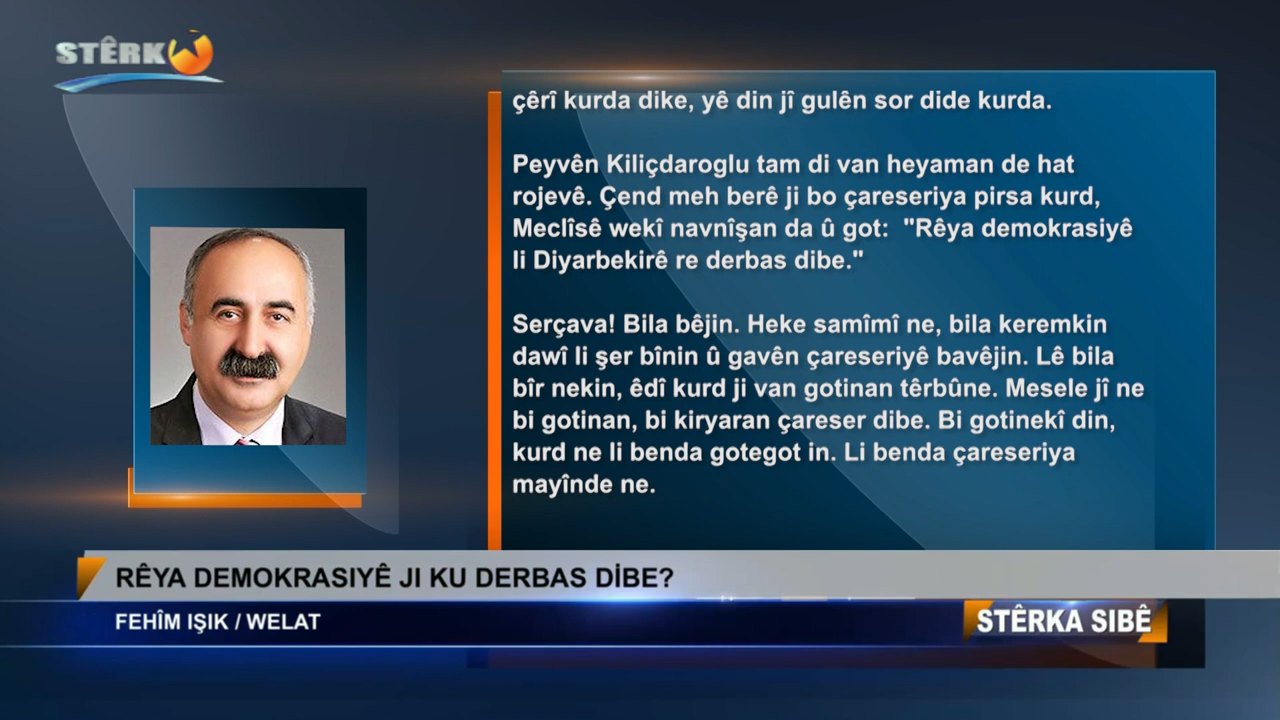 STÊRK
çêrî kurda dike, yê din jî gulên sor dide kurda.
Peyvên Kiliçdaroglu tam di van heyaman de hat
rojevê. Çend meh berê ji bo çareseriya pirsa kurd,
Meclîsê wekî navnîşan da û got:  "Rêya demokrasiyê
li Diyarbekirê re derbas dibe."
Serçava! Bila bêjin. Heke samîmî ne, bila keremkin
dawî li şer bînin û gavên çareseriyê bavêjin. Lê bila
bîr nekin, êdî kurd ji van gotinan têrbûne. Mesele jî ne
bi gotinan, bi kiryaran çareser dibe. Bi gotinekî din,
kurd ne li benda gotegot in. Li benda çareseriya
mayînde ne.
RÊYA DEMOKRASIYÊ JI KU DERBAS DİBE?
FEHÎM IŞIK / WELAT
STÊRKA SIBÊ